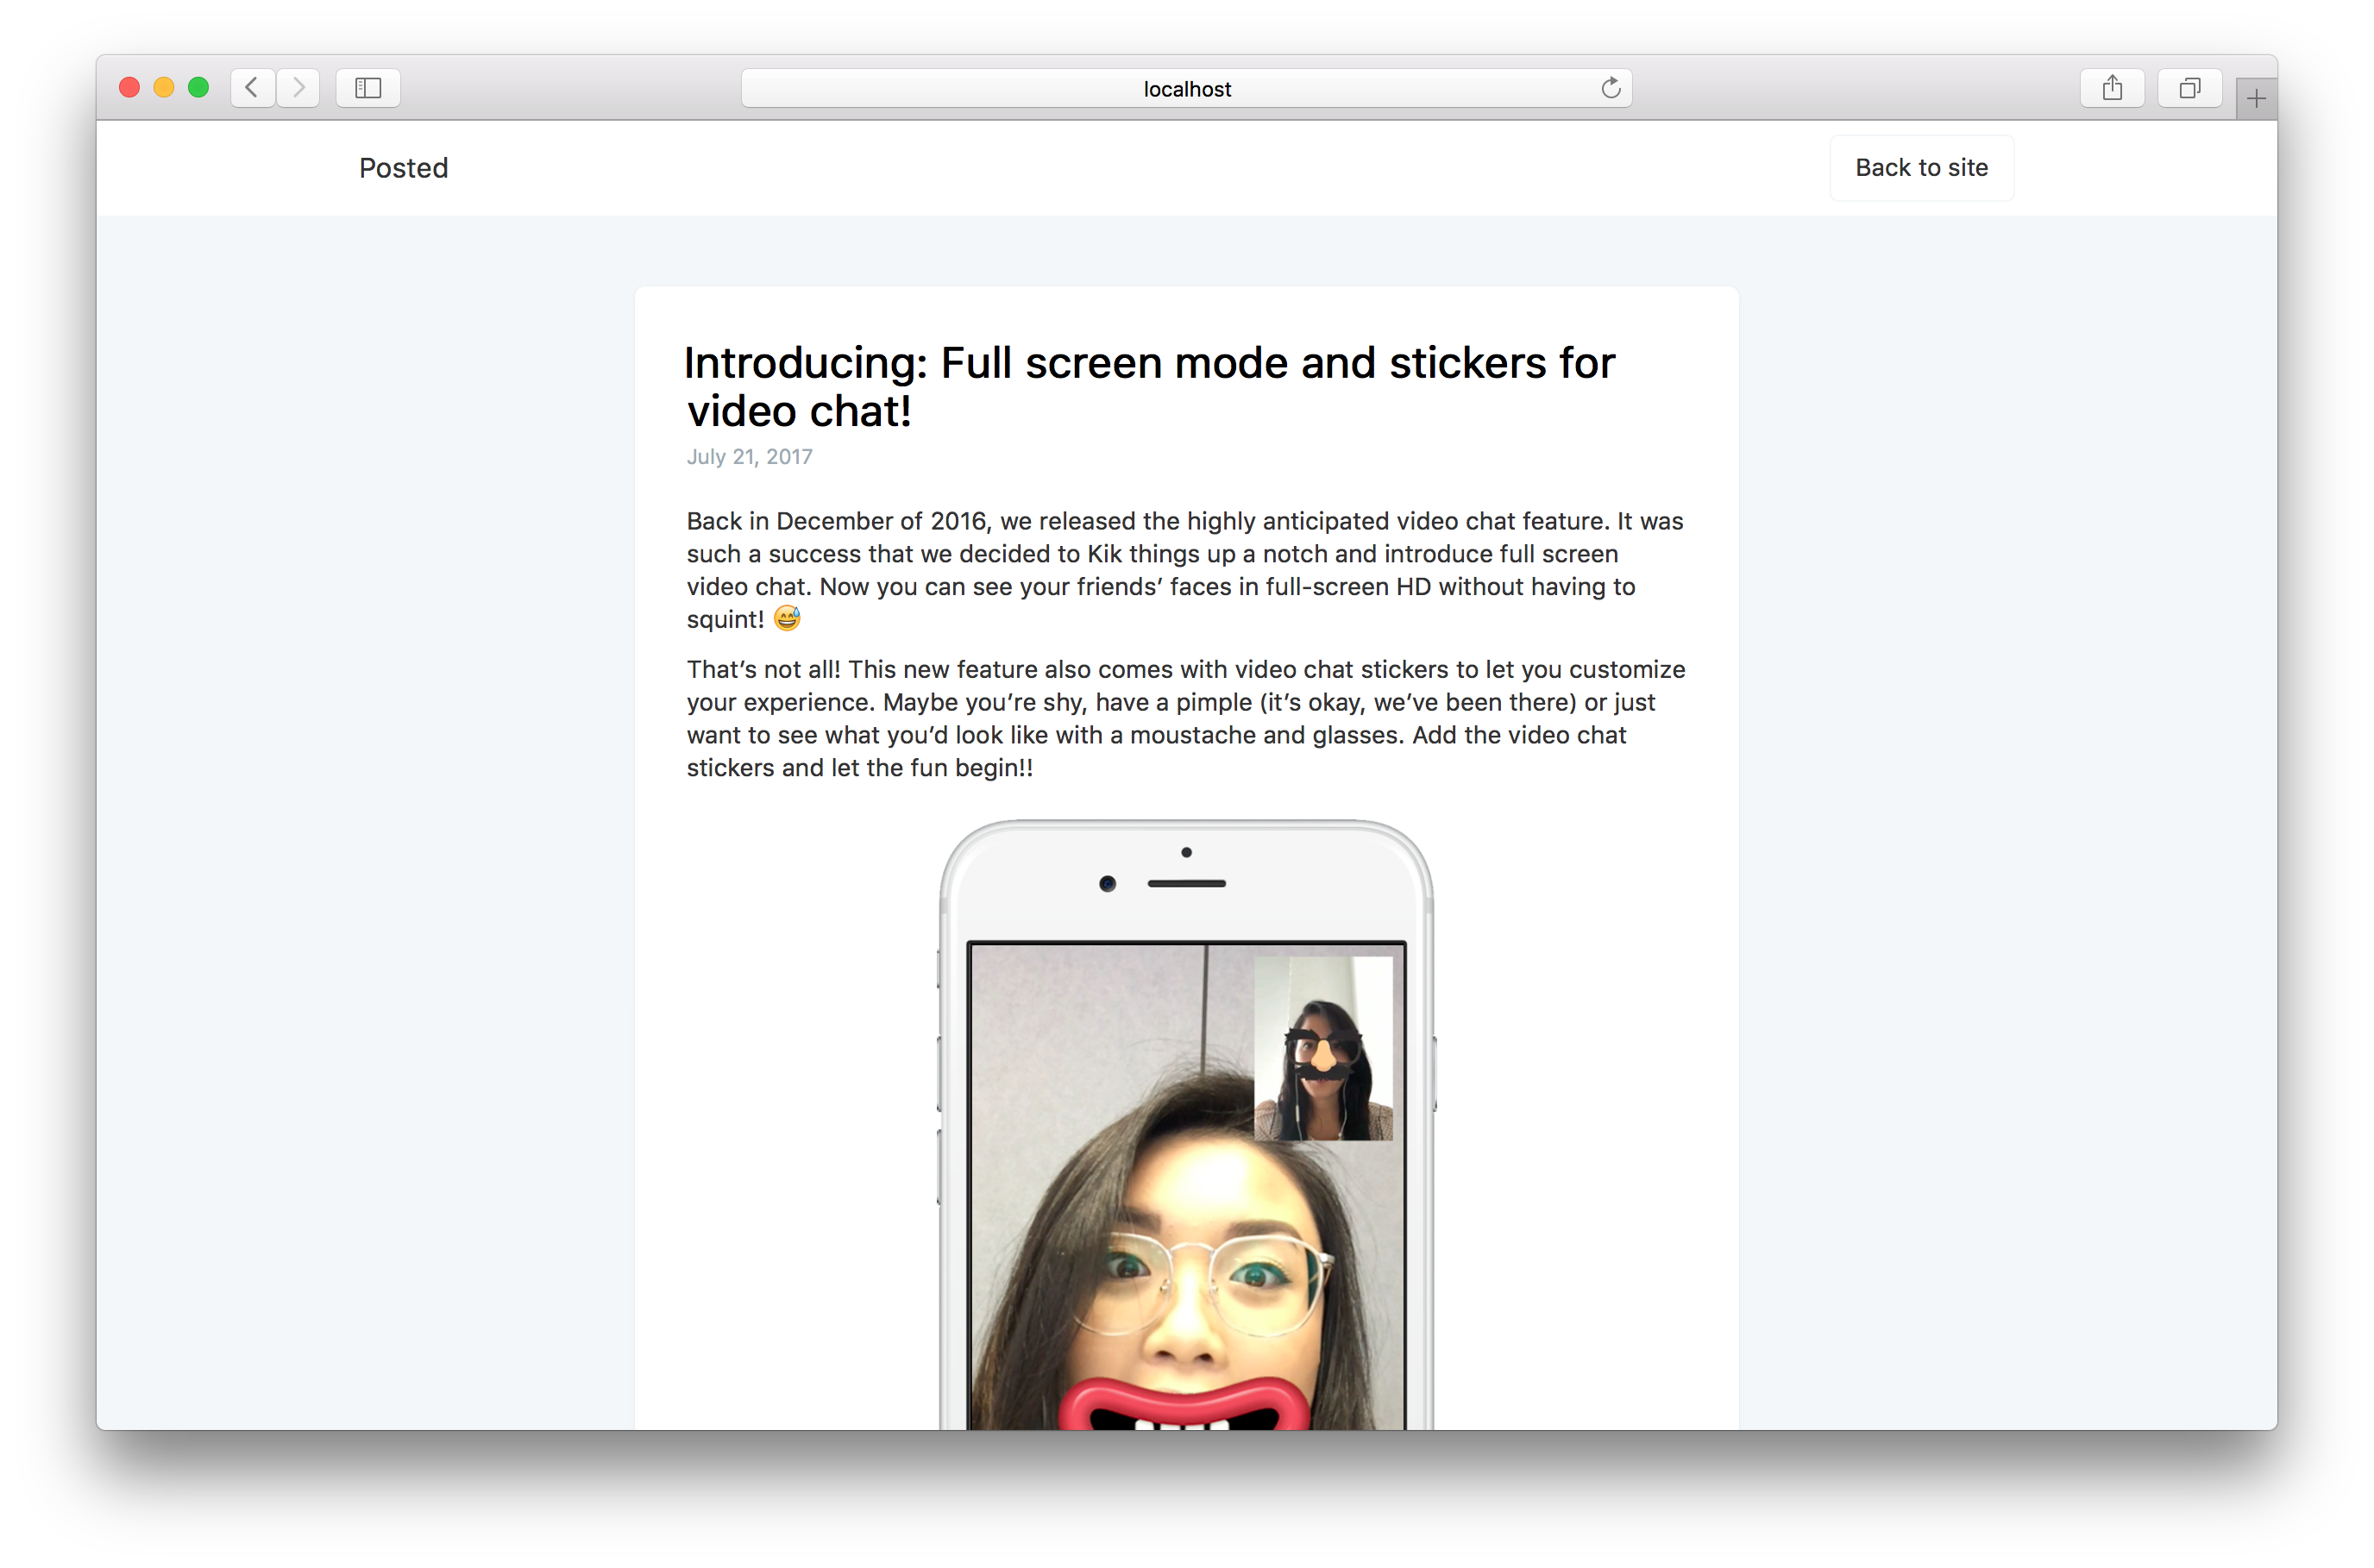 localhost
Posted
Back to site
Introducing: Full screen mode and stickers for
video chat!
July 21, 2017
Back in December of 2016, we released the highly anticipated video chat feature. It was
such a success that we decided to Kik things up a notch and introduce full screen
video chat. Now you can see your friends’ faces in full-screen HD without having to
squint! 😅
That’s not all! This new feature also comes with video chat stickers to let you customize
your experience. Maybe you’re shy, have a pimple (it’s okay, we’ve been there) or just
want to see what you’d look like with a moustache and glasses. Add the video chat
stickers and let the fun begin!!